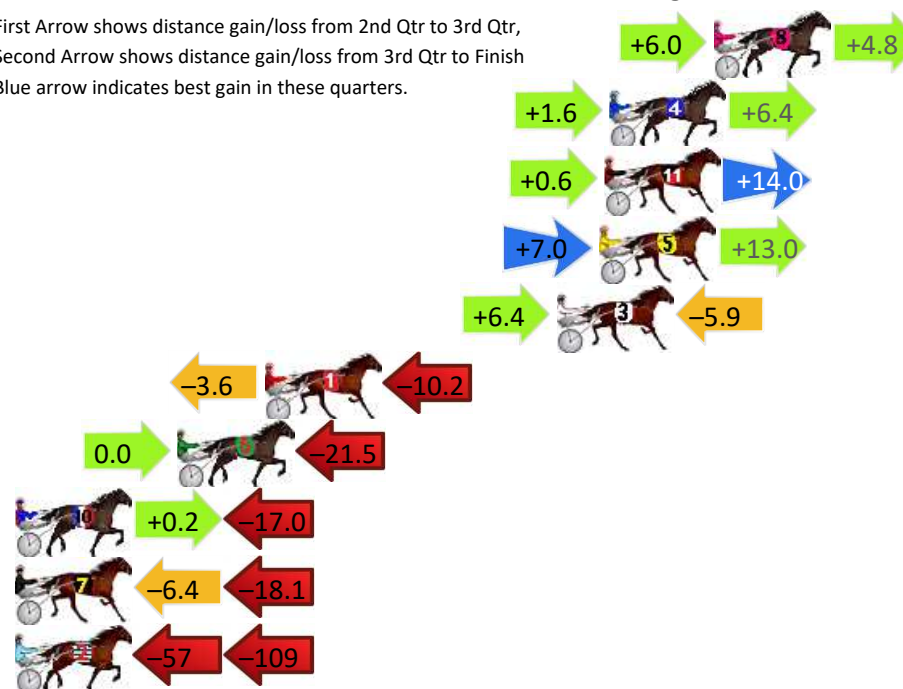 First Arrow shows distance gain/loss from 2nd Qtr to 3rd Qtr,
Second Arrow shows distance gain/loss from 3rd Qtr to Finish
Blue arrow indicates best gain in these quarters.
+6.0 8 +4.8
+1.6 4 +6.4
+0.6 11 +14.0
+7.0 5 +13.0
+6.4 3 –5.9
–3.6 1 –10.2
0.0 –21.5
10 +0.2 –17.0
7 –6.4 –18.1
2 –57 –109